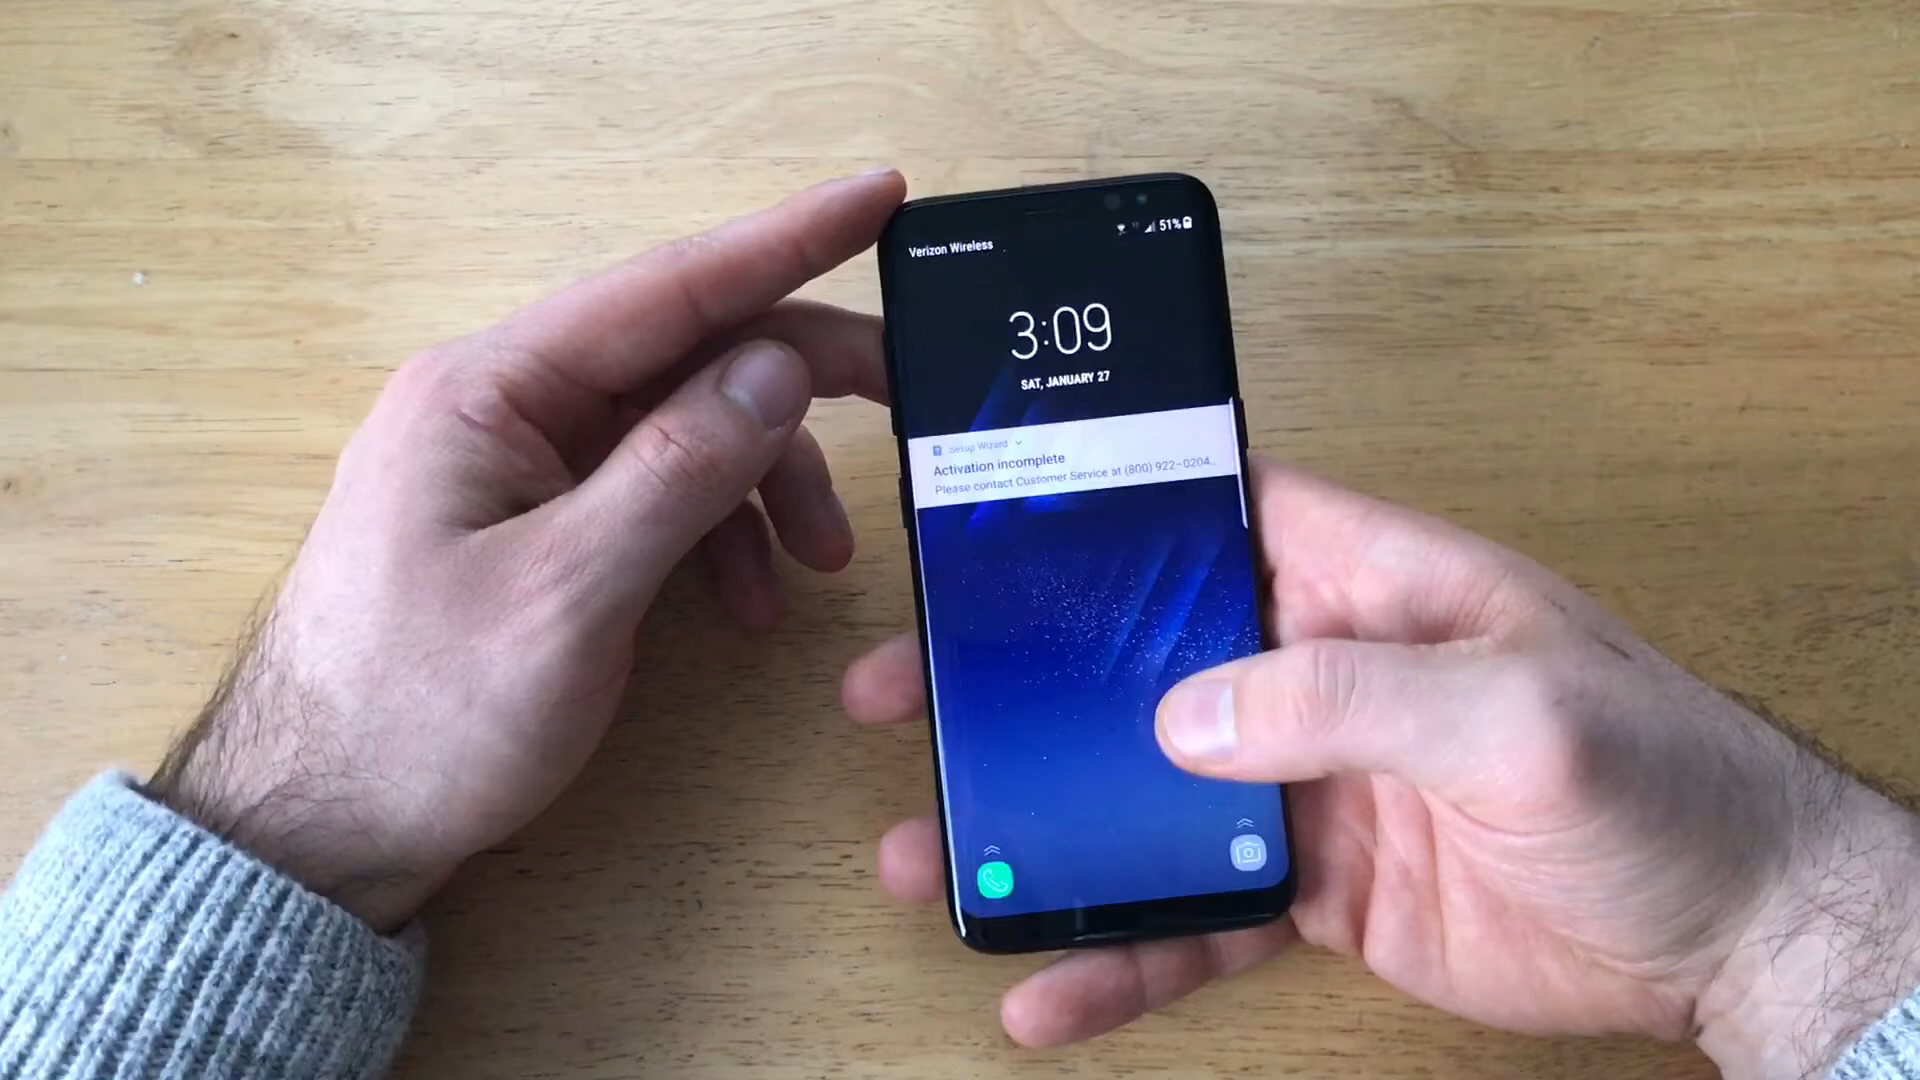 Verizon Wireless
51%
3:09
SAT, JANUARY 27
Setup Wizard
Activation incomplete
Please contact Customer Service at (800) 922-0204...